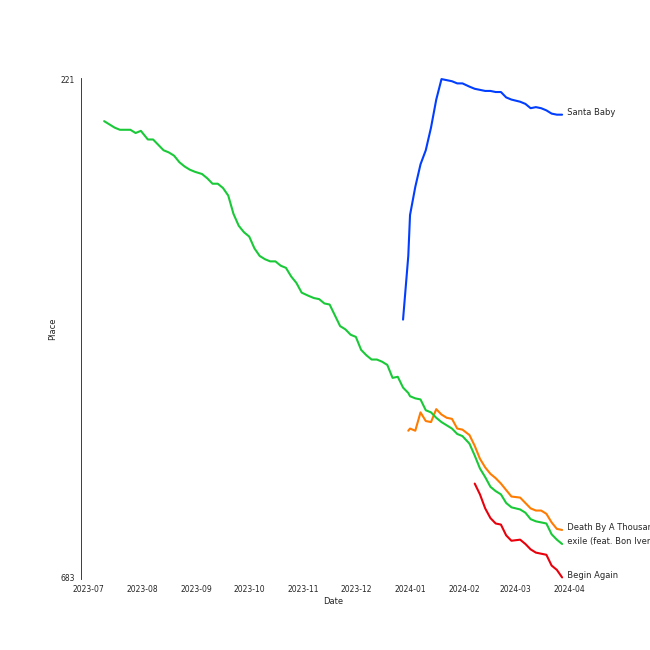 221
Santa Baby
Place
Death By A Thousan
exile (feat. Bon Iver
Begin Again
683
2023-07 2023-08 2023-09 2023-10 2023-11 2023-12 2024-01 2024-02 2024-03 2024-04
Date